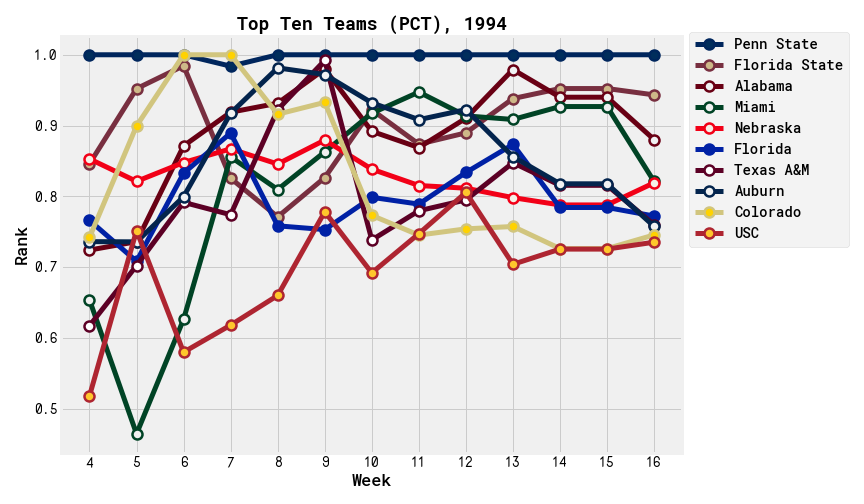 Top Ten Teams (PCT), 1994
Rank
1.0
0.9
0.8
0.7
0.6
0.5
4 5 6 7 8 9 10 11 12 13 14 15 16
Week
Penn State
Florida State
Alabama
Miami
Nebraska
Florida
Texas A&M
Auburn
Colorado
USC